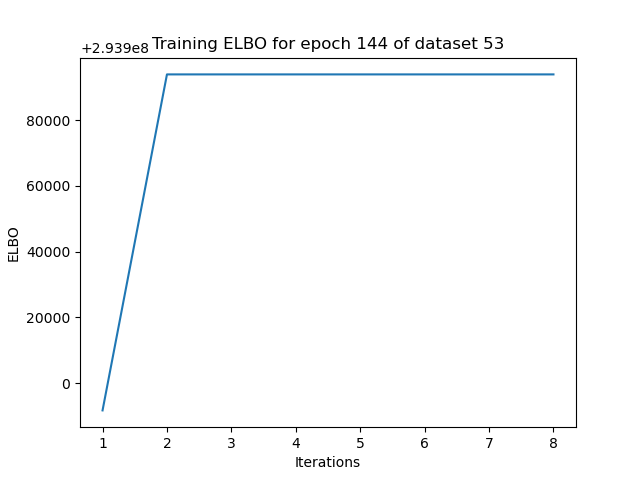 Training ELBO for epoch 144 of dataset 53
+2.939e8
80000
60000
40000
20000
0
ELBO
1 2 3 4 5 6 7 8
Iterations